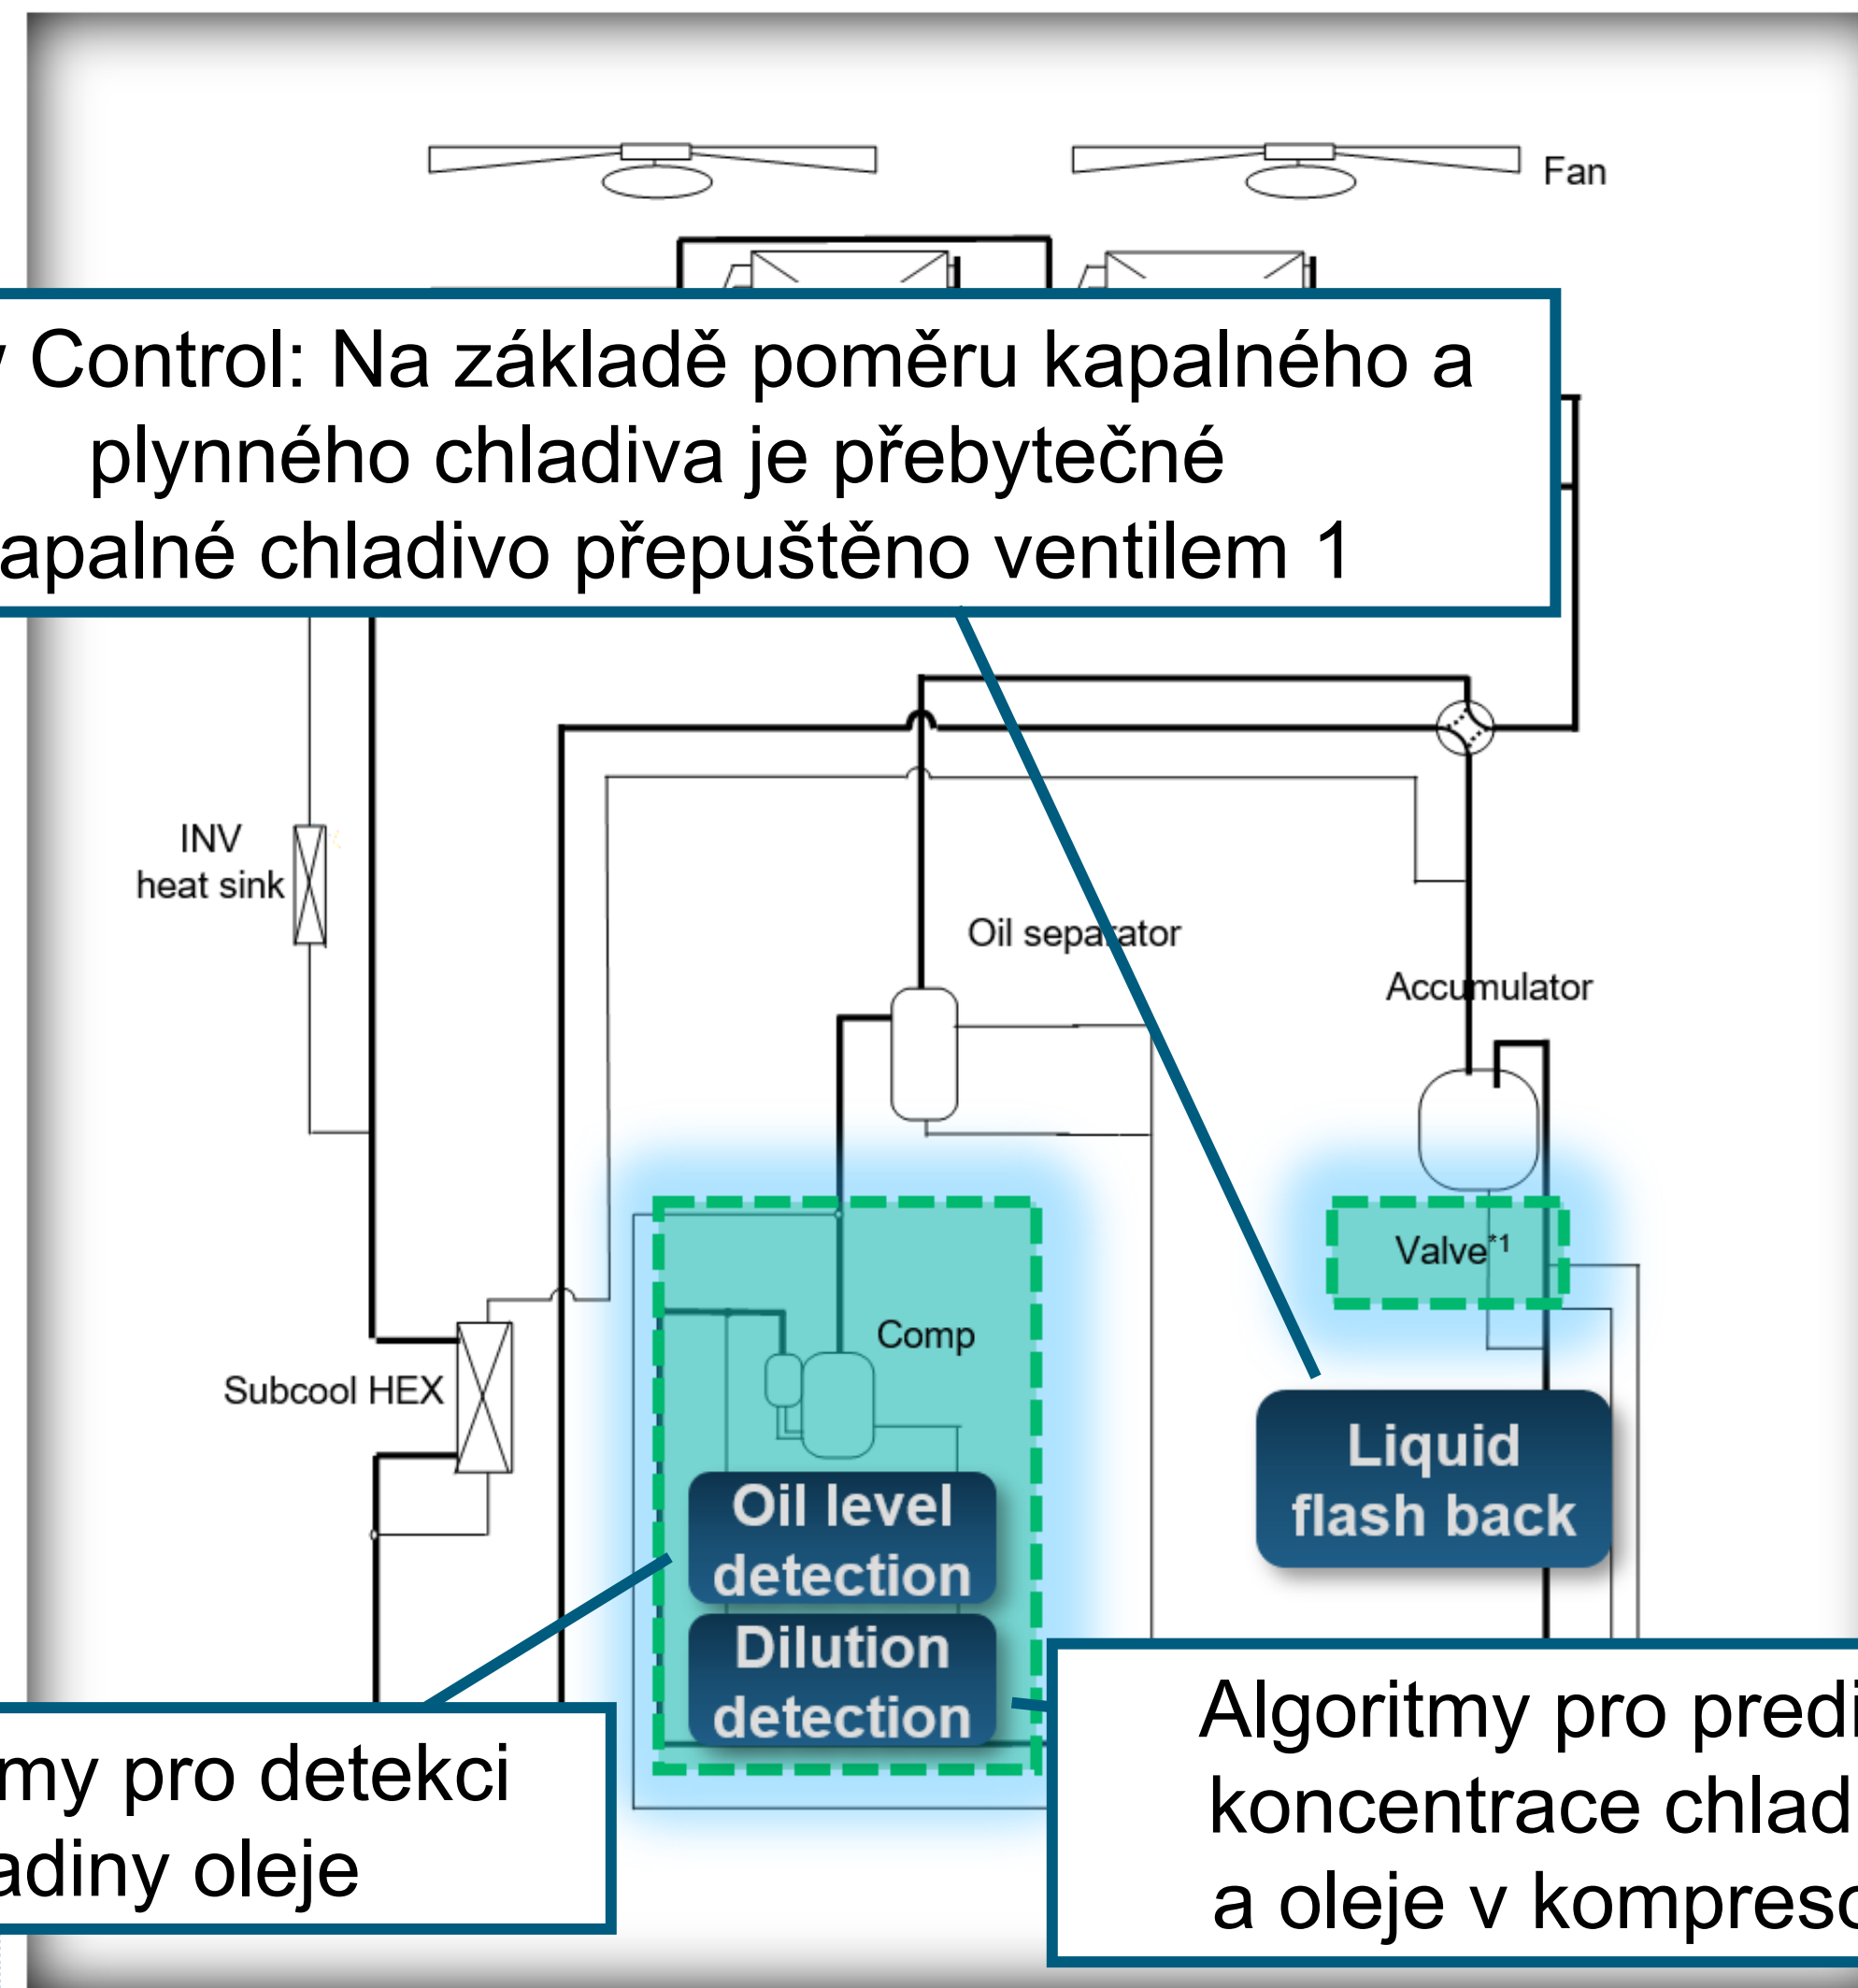 Fan
Control: Na základě poměru kapalného a
plynného chladiva je přebytečné
apalné chladivo přepuštěno ventilem 1
INV
heat sink
Oil separator
Accumulator
Valve*1
Comp
Subcool HEX
Liquid
flash back
Oil level
detection
Dilution
detection
my pro detekci
adiny oleje
Algoritmy pro predi
koncentrace chlad
a oleje v kompreso